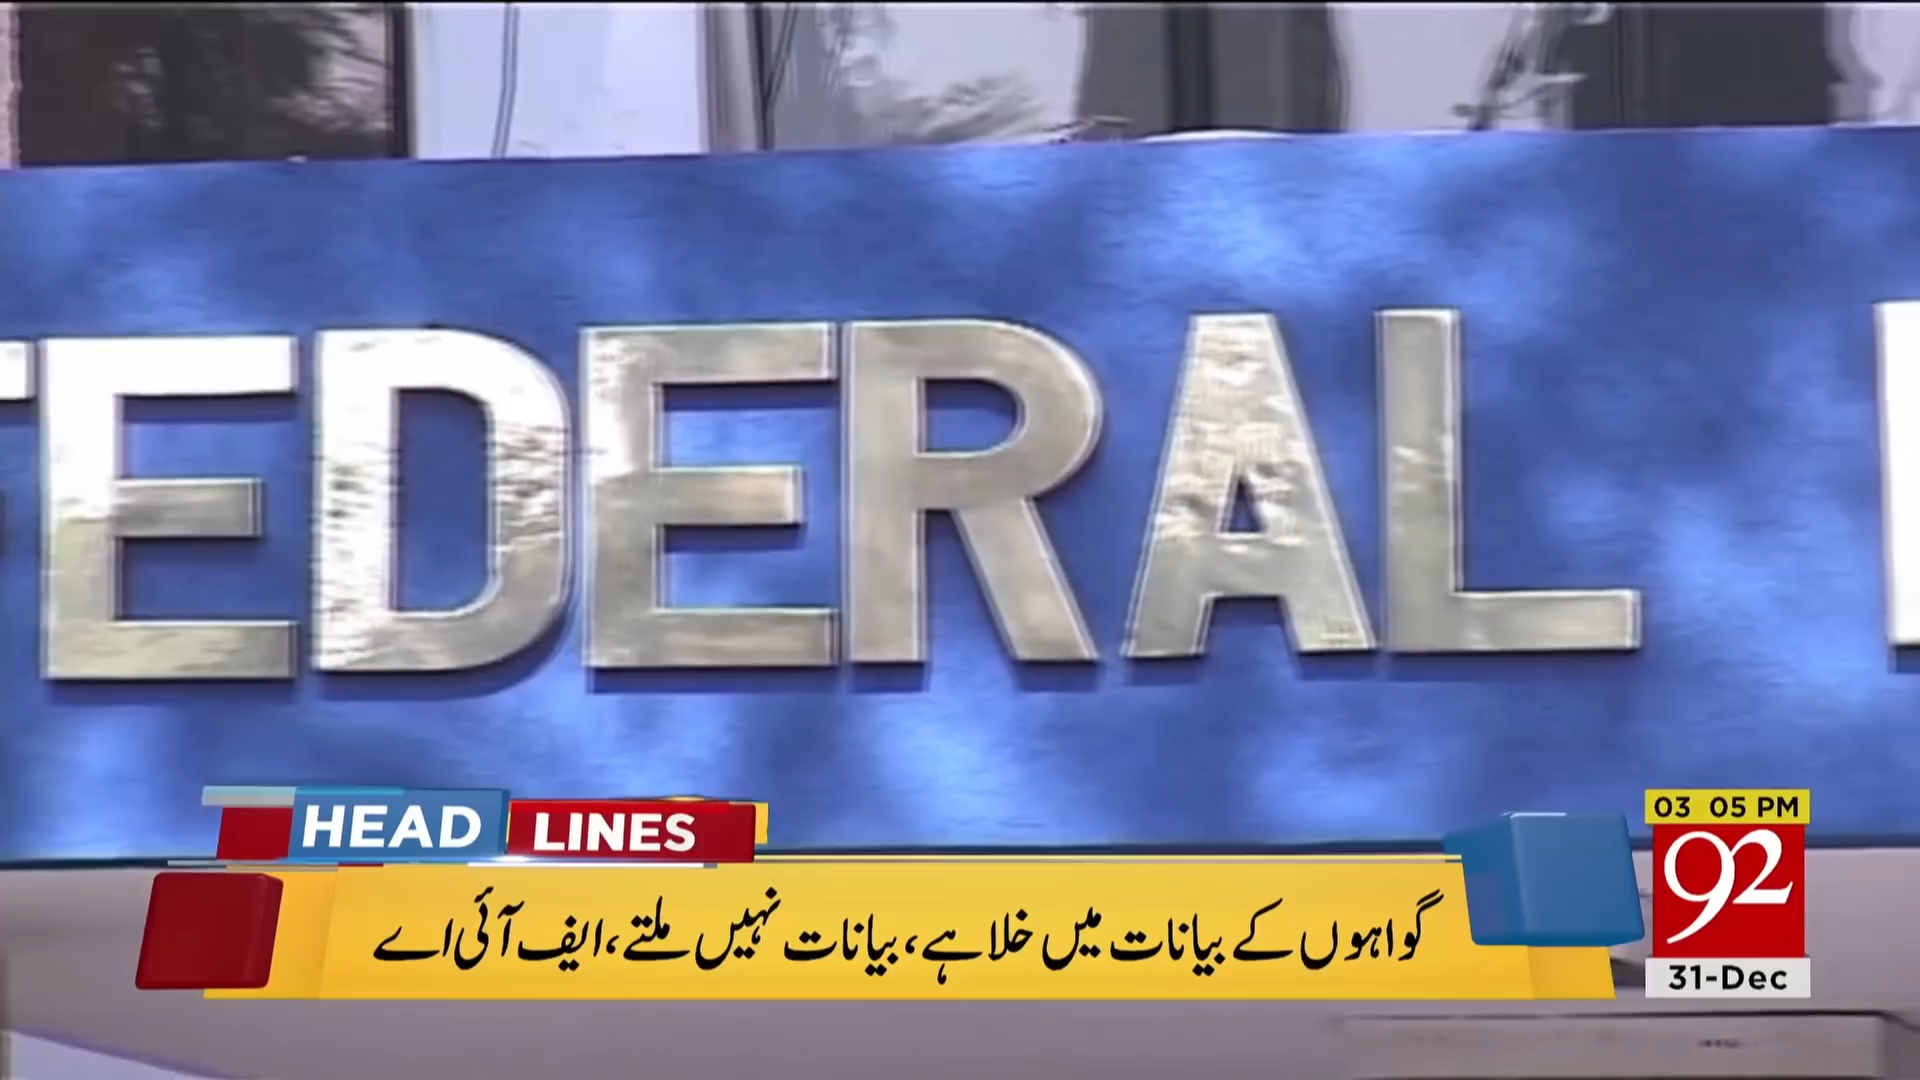 FEDERAL
HEAD LINES
گواہوں کے بیانات میں خلا ہے، بیانات نہیں ملتے، ایف آئی اے
03 05 PM
92
31-Dec